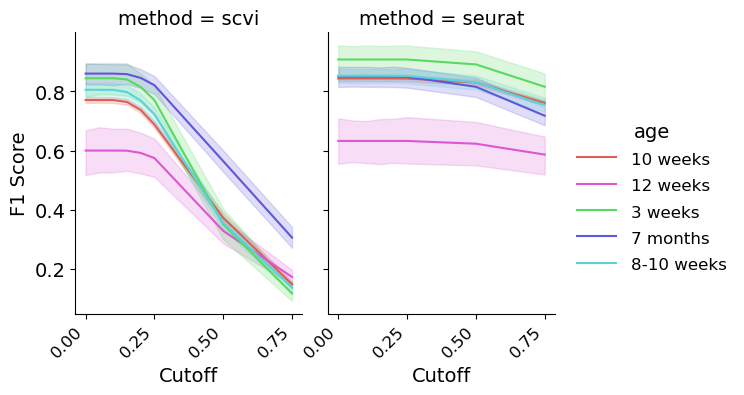 method = scvi
method = seurat
F1 Score
0.8
0.6
0.4
0.2
0.00
0.25
0.50
0.75
Cutoff
0.00
0.25
0.50
0.75
Cutoff
age
10 weeks
12 weeks
3 weeks
7 months
8-10 weeks